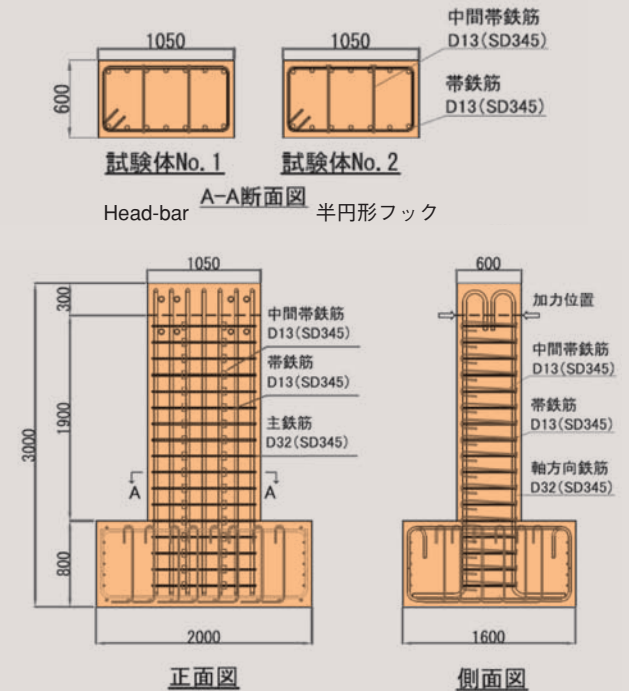 1050
1050
600
中間帯鉄筋
D13(SD345)
帯鉄筋
D13(SD345)
試験体No.1
試験体No.2
A-A断面図
Head-bar
半円形フック
1050
600
300
1900
3000
800
中間帯鉄筋
D13(SD345)
帯鉄筋
D13(SD345)
主鉄筋
D32(SD345)
A
A
2000
正面図
加力位置
中間帯鉄筋
D13(SD345)
帯鉄筋
D13(SD345)
軸方向鉄筋
D32(SD345)
1600
側面図